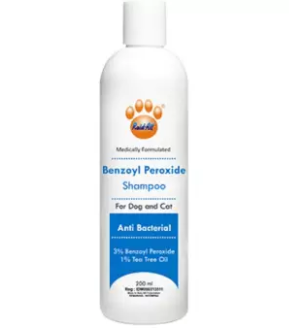 Medically Formulated
Benzoyl Peroxide
Shampoo
For Dog and Cat
Anti Bacterial
3% Benzoyl Peroxide
1% Tea Tree Oil
200 ml